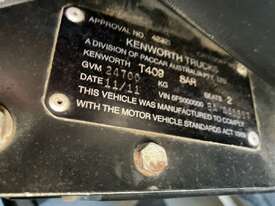 APPROVAL NO.
KENWORTH TRUCKS
A DIVISION OF PACCAR AUSTRALIA PTY. LTD.
KENWORTH T409 SAR
GVM 24700 KG SEATS 2
DATE 11/11 VIN
THIS VEHICLE WAS MANUFACTURED TO COMPLY
WITH THE MOTOR VEHICLE STANDARDS ACT 1989